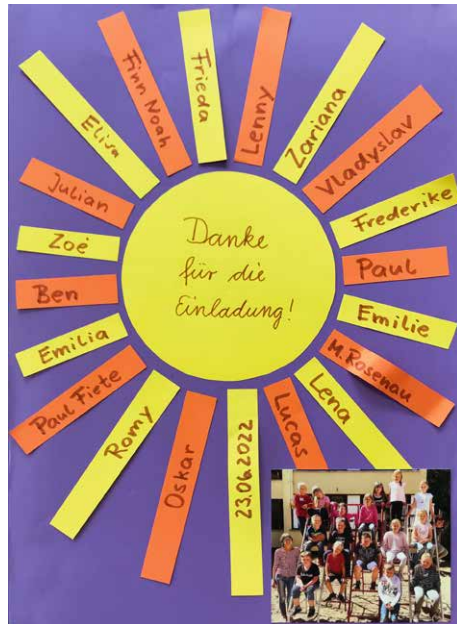 Danke
für die
Einladung!
Frieda
Lenny
Zariana
Vladyslav
Frederike
Paul
Emilie
M. Rosenau
Lena
Lucas
23.06.2022
Oskar
Romy
Paul Fiete
Emilia
Ben
Zoé
Julian
Elisa
Finn Noah